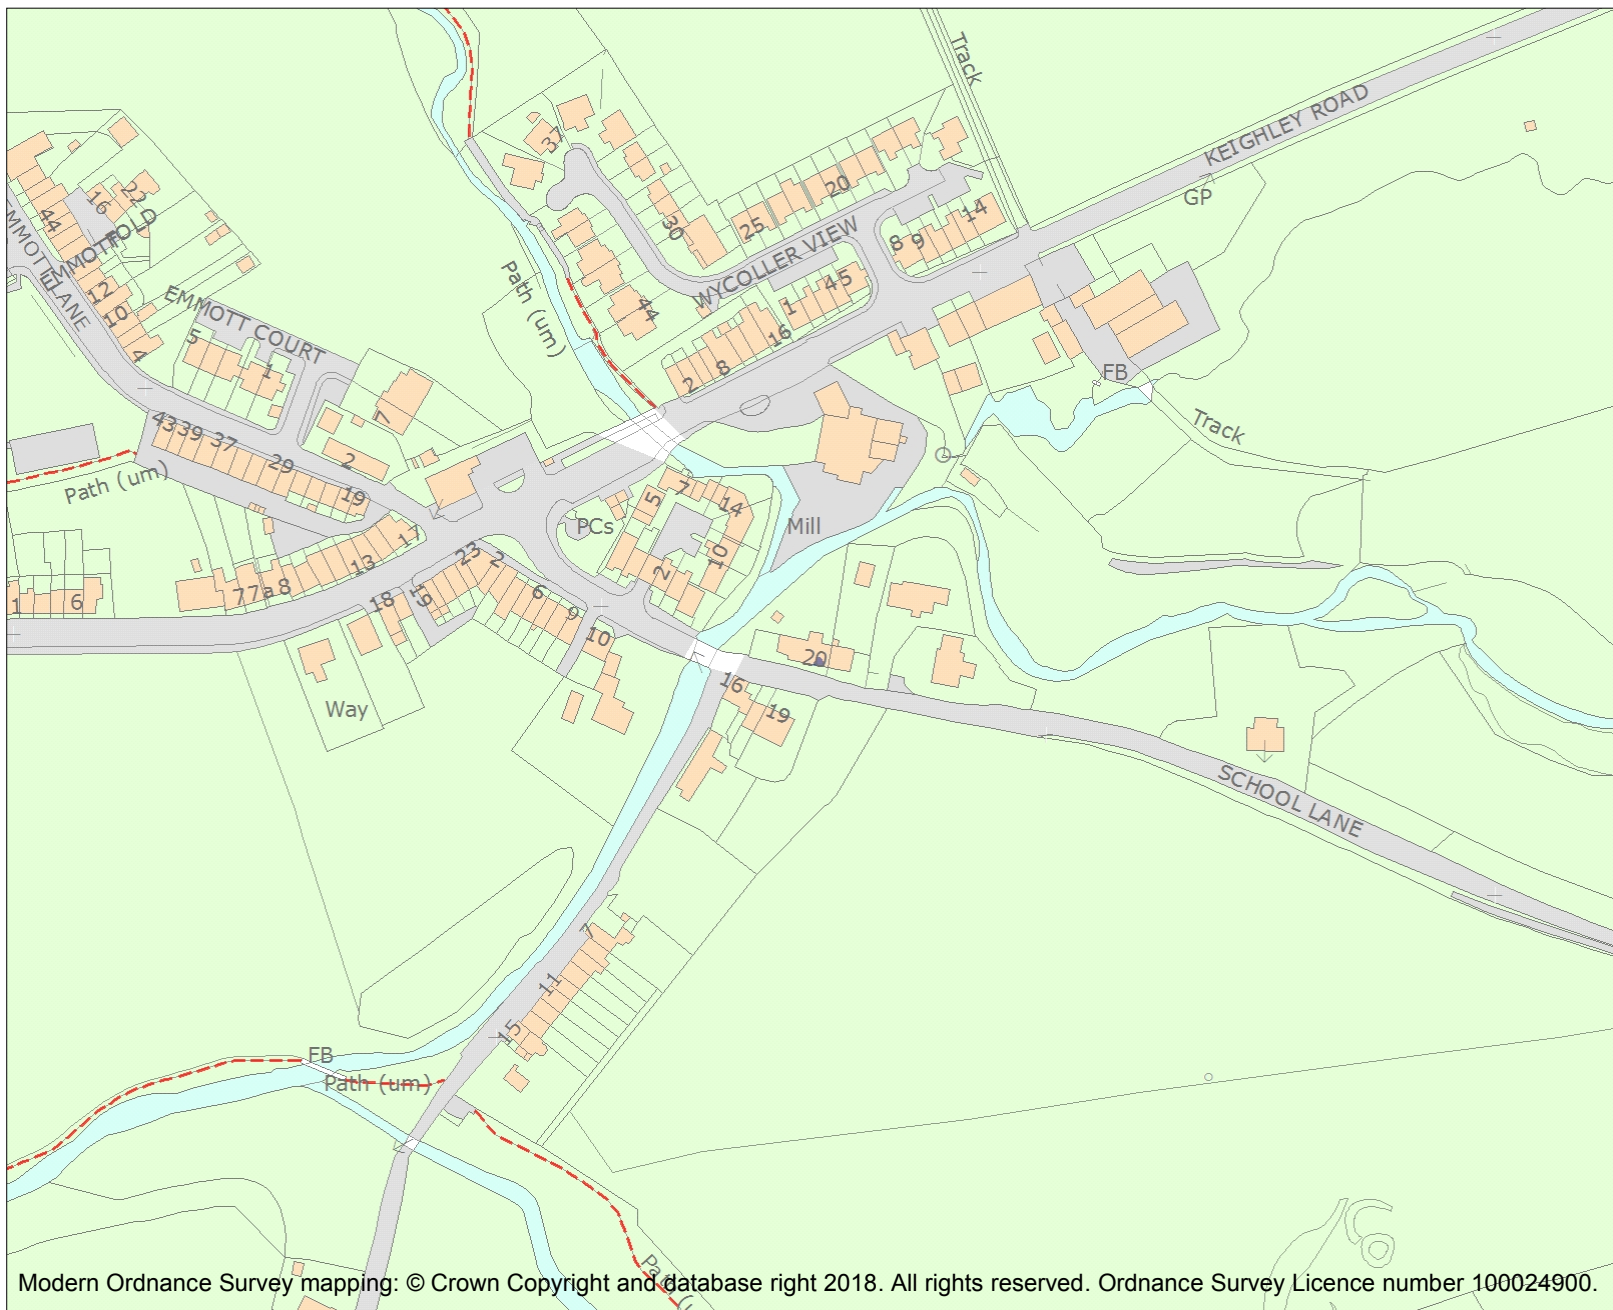 Track
KEIGHLEY ROAD
37
GP
16
22
44
EMMOTT FOLD
EMMOTT LANE
20
25
14
8
9
30
WYCOLLER VIEW
Path (um)
12
10
4
EMMOTT COURT
5
1
44
1
45
16
8
2
FB
Track
7
43
39
37
29
19
2
Path (um)
5
7
14
10
2
PCs
Mill
17
13
8
7a
7
1
6
18
19
23
2
6
9
10
20
16
19
Way
SCHOOL LANE
7
11
15
FB
Path (um)
Modern Ordnance Survey mapping: © Crown Copyright and database right 2018. All rights reserved. Ordnance Survey Licence number 100024900.